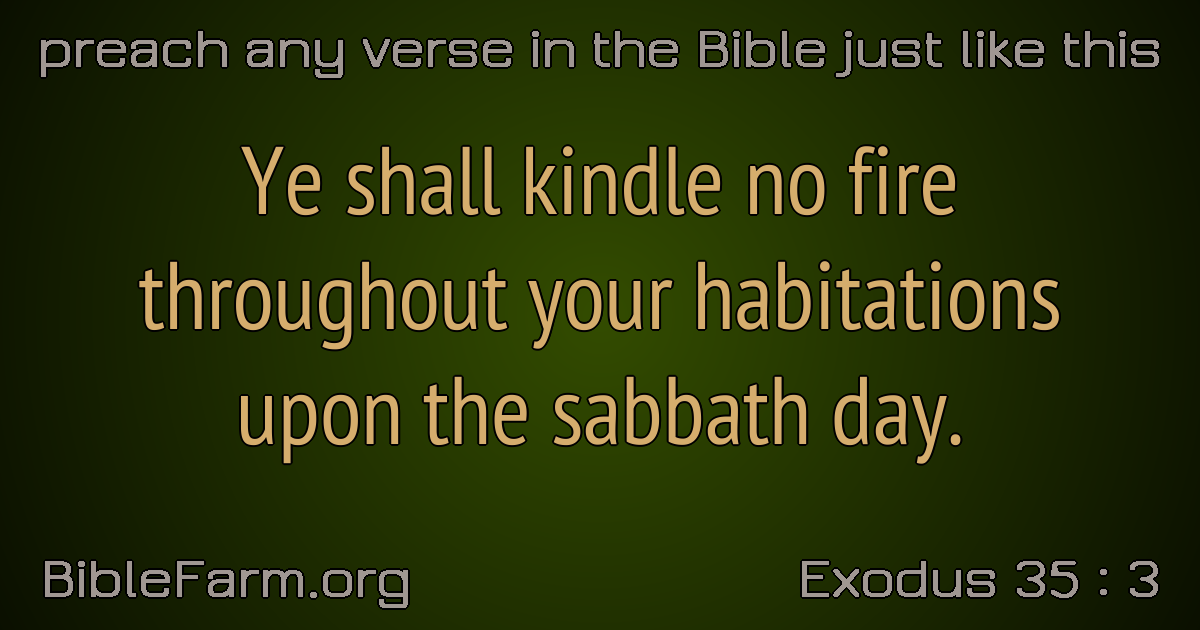 preach any verse in the Bible just like this
Ye shall kindle no fire
throughout your habitations
upon the sabbath day.
BibleFarm.org
Exodus 35 : 3